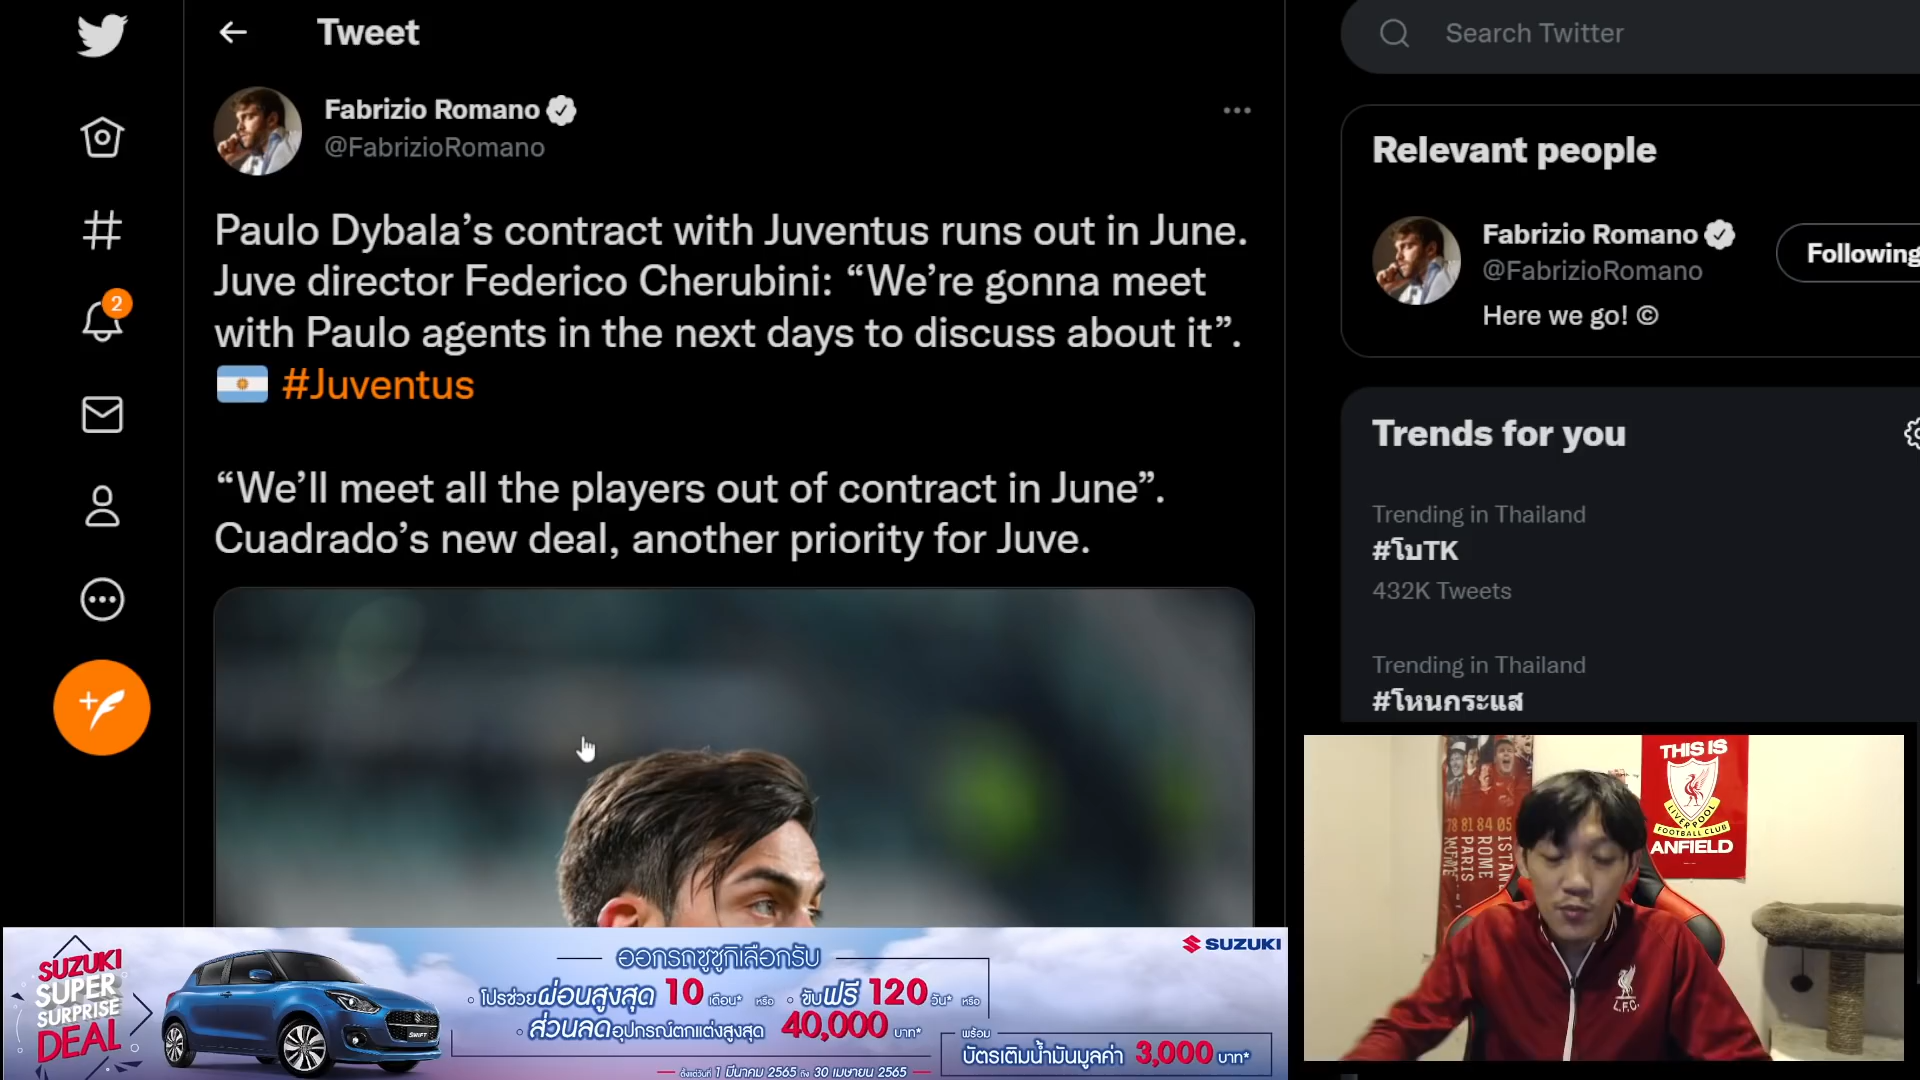 Tweet
Search Twitter
Fabrizio Romano
@FabrizioRomano
Paulo Dybala’s contract with Juventus runs out in June.
Juve director Federico Cherubini: “We’re gonna meet
with Paulo agents in the next days to discuss about it”.
#Juventus
“We’ll meet all the players out of contract in June”.
Cuadrado’s new deal, another priority for Juve.
2
Relevant people
Fabrizio Romano
@FabrizioRomano
Following
Here we go! ©
Trends for you
Trending in Thailand
#โบTK
432K Tweets
Trending in Thailand
#โหนกระแส
THIS IS
LIVERPOOL
FOOTBALL CLUB
ANFIELD
78 81 84 05
PARIS
ROME
L.F.C.
SUZUKI
SUPER
SURPRISE
DEAL
SWIFT
ออกรถซูซูกิเลือกรับ
• โปรช่วยผ่อนสูงสุด 10 เดือน* หรือ • ขับฟรี 120 วัน* หรือ
• ส่วนลดอุปกรณ์ตกแต่งสูงสุด 40,000 บาท*
พร้อม
บัตรเติมน้ำมันมูลค่า 3,000 บาท*
ตั้งแต่วันที่ 1 มีนาคม 2565 ถึง 30 เมษายน 2565
SUZUKI